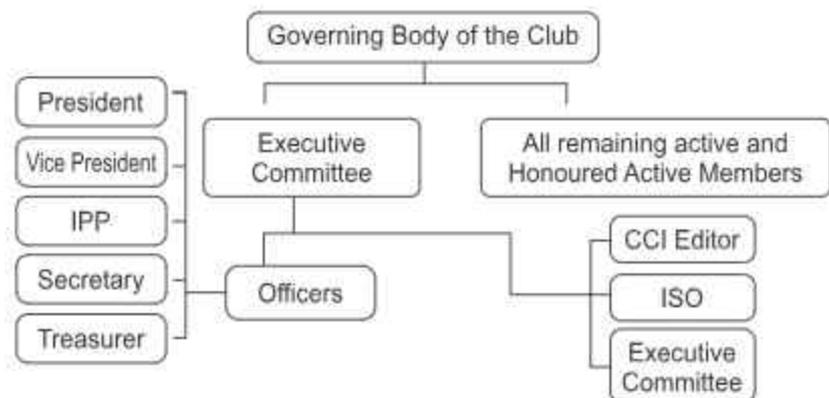 Governing Body of the Club
President
Vice President
IPP
Secretary
Treasurer
Executive
Committee
All remaining active and
Honoured Active Members
Officers
CCI Editor
ISO
Executive
Committee